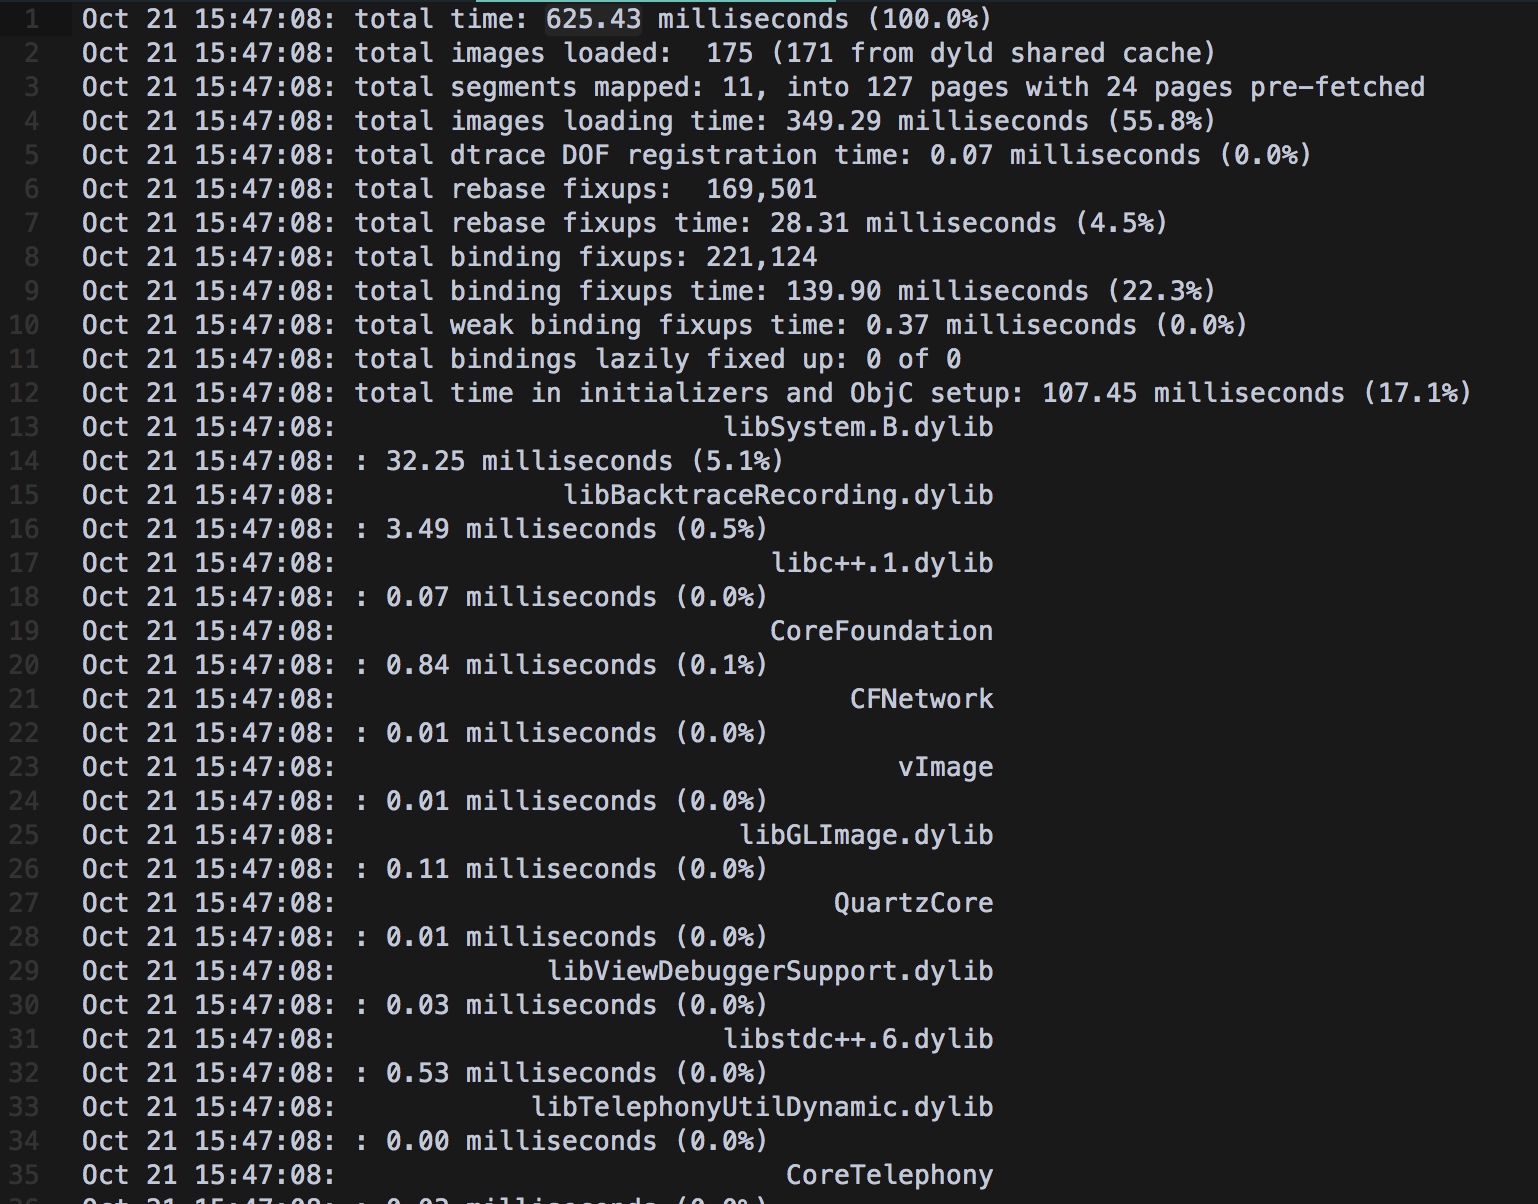 1 Oct 21 15:47:08: total time: 625.43 milliseconds (100.0%)
2 Oct 21 15:47:08: total images loaded:  175 (171 from dyld shared cache)
3 Oct 21 15:47:08: total segments mapped: 11, into 127 pages with 24 pages pre-fetched
4 Oct 21 15:47:08: total images loading time: 349.29 milliseconds (55.8%)
5 Oct 21 15:47:08: total dtrace DOF registration time: 0.07 milliseconds (0.0%)
6 Oct 21 15:47:08: total rebase fixups:  169,501
7 Oct 21 15:47:08: total rebase fixups time: 28.31 milliseconds (4.5%)
8 Oct 21 15:47:08: total binding fixups: 221,124
9 Oct 21 15:47:08: total binding fixups time: 139.90 milliseconds (22.3%)
10 Oct 21 15:47:08: total weak binding fixups time: 0.37 milliseconds (0.0%)
11 Oct 21 15:47:08: total bindings lazily fixed up: 0 of 0
12 Oct 21 15:47:08: total time in initializers and ObjC setup: 107.45 milliseconds (17.1%)
13 Oct 21 15:47:08: libSystem.B.dylib
14 Oct 21 15:47:08: : 32.25 milliseconds (5.1%)
15 Oct 21 15:47:08: libBacktraceRecording.dylib
16 Oct 21 15:47:08: : 3.49 milliseconds (0.5%)
17 Oct 21 15:47:08: libc++.1.dylib
18 Oct 21 15:47:08: : 0.07 milliseconds (0.0%)
19 Oct 21 15:47:08: CoreFoundation
20 Oct 21 15:47:08: : 0.84 milliseconds (0.1%)
21 Oct 21 15:47:08: CFNetwork
22 Oct 21 15:47:08: : 0.01 milliseconds (0.0%)
23 Oct 21 15:47:08: vImage
24 Oct 21 15:47:08: : 0.01 milliseconds (0.0%)
25 Oct 21 15:47:08: libGLImage.dylib
26 Oct 21 15:47:08: : 0.11 milliseconds (0.0%)
27 Oct 21 15:47:08: QuartzCore
28 Oct 21 15:47:08: : 0.01 milliseconds (0.0%)
29 Oct 21 15:47:08: libViewDebuggerSupport.dylib
30 Oct 21 15:47:08: : 0.03 milliseconds (0.0%)
31 Oct 21 15:47:08: libstdc++.6.dylib
32 Oct 21 15:47:08: : 0.53 milliseconds (0.0%)
33 Oct 21 15:47:08: libTelephonyUtilDynamic.dylib
34 Oct 21 15:47:08: : 0.00 milliseconds (0.0%)
35 Oct 21 15:47:08: CoreTelephony